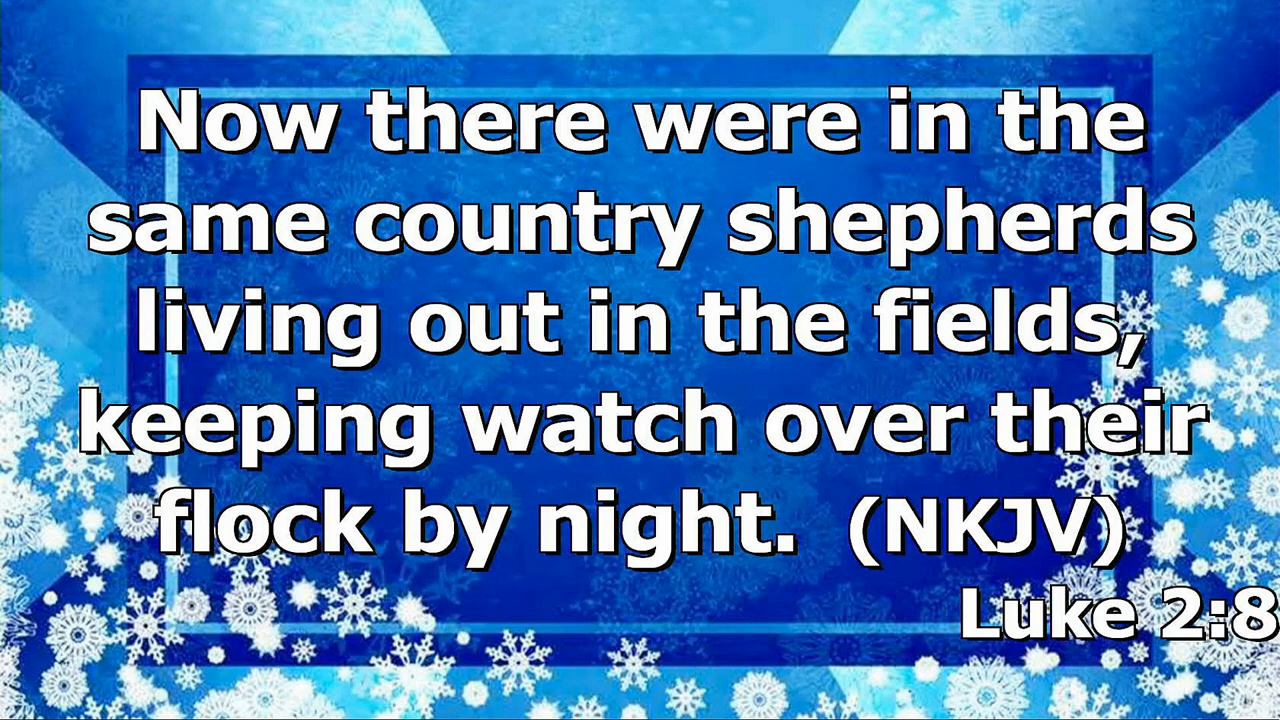 Now there were in the
same country shepherds
living out in the fields,
keeping watch over their
flock by night.  (NKJV)
Luke 2:8